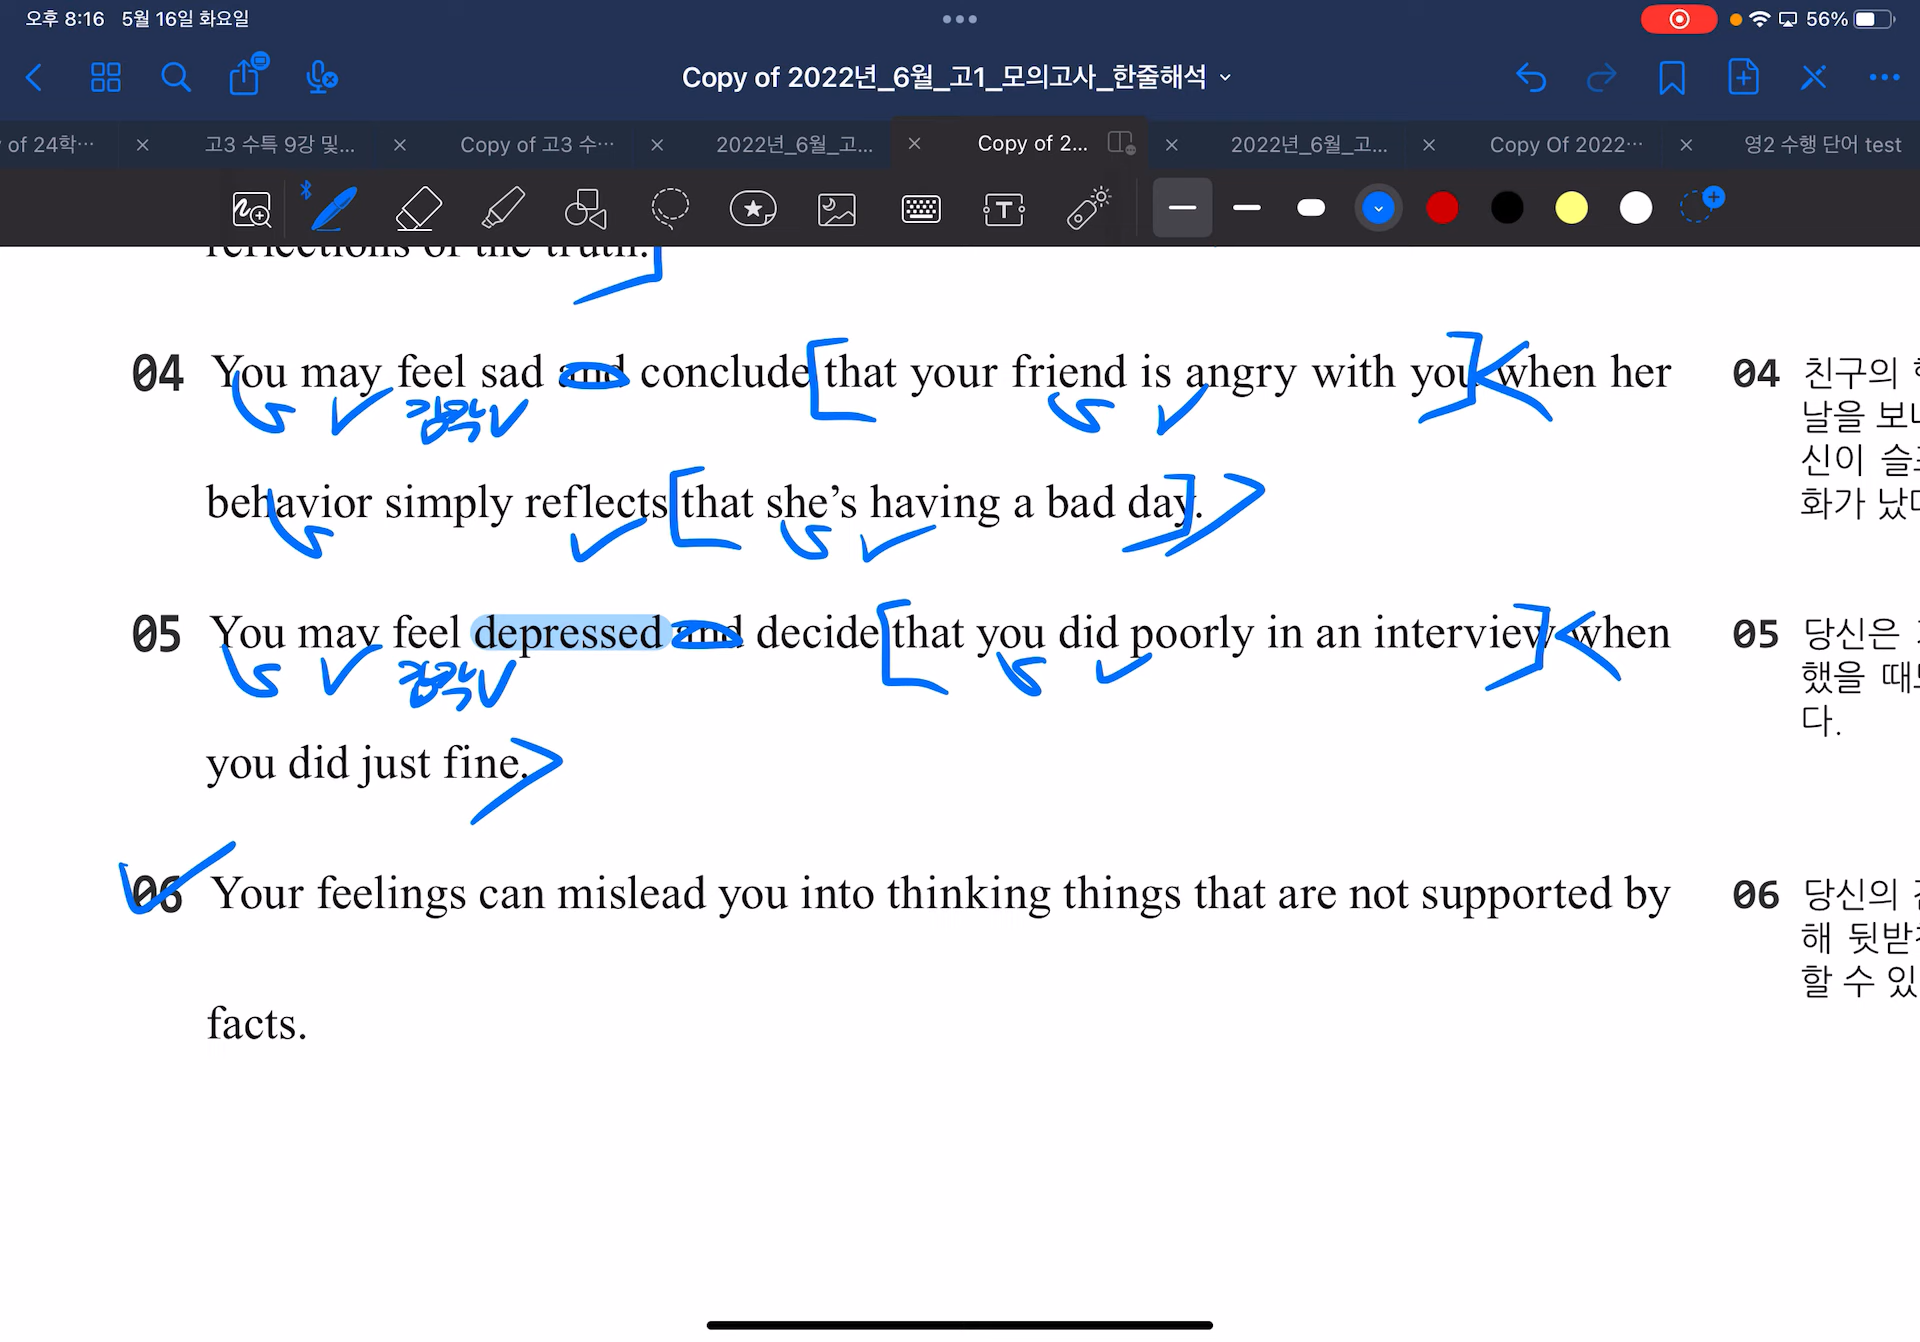 오후 8:16 5월 16일 화요일
56%
Copy of 2022년_6월_고1_모의고사_한줄해석
of 24학…
고3 수특 9강 및...
Copy of 고3 수…
2022년_6월_고...
Copy of 2...
2022년_6월_고...
Copy Of 2022…
영2 수행 단어 test
reflections of the truth.
04 You may feel sad and conclude that your friend is angry with you when her
감각
behavior simply reflects that she's having a bad day.
05 You may feel depressed and decide that you did poorly in an interview when
감각
you did just fine.
06 Your feelings can mislead you into thinking things that are not supported by
facts.
04 친구의
날을 보
신이
화가 났
05 당신은
했을 때
다.
06 당신의
해 뒷받
할 수 있